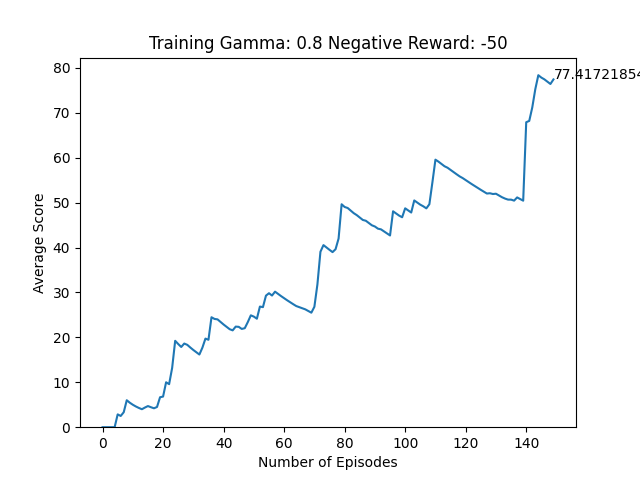 Training Gamma: 0.8 Negative Reward: -50
77.41721854
80
70
60
50
40
30
20
10
0
Average Score
0 20 40 60 80 100 120 140
Number of Episodes